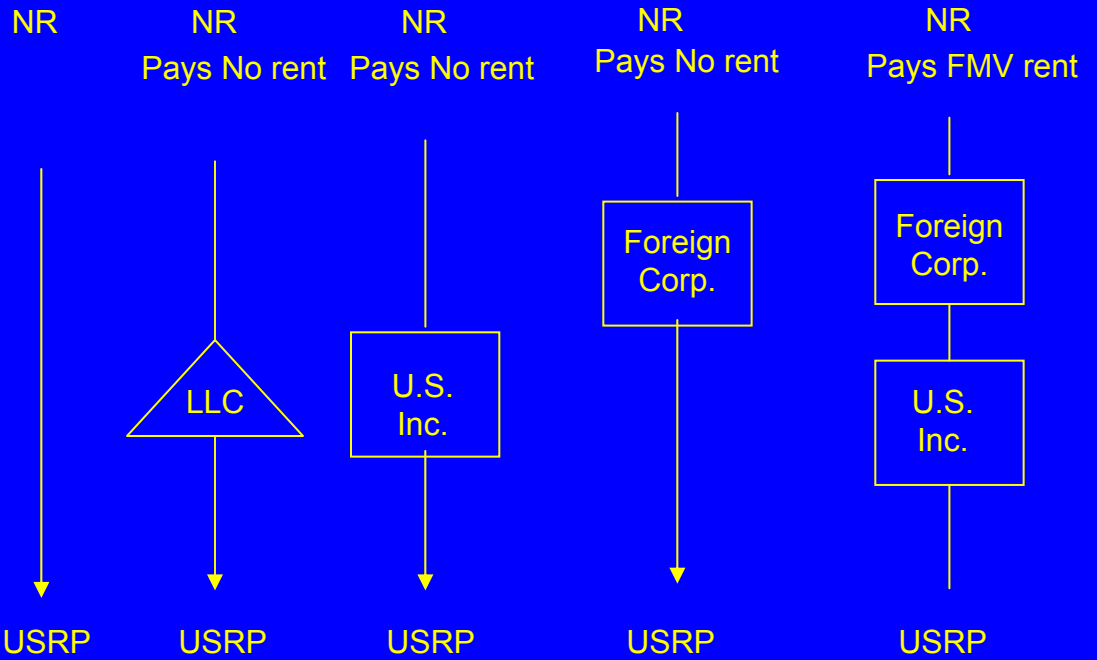 NR
NR
Pays No rent
NR
Pays No rent
NR
Pays No rent
NR
Pays FMV rent
LLC
U.S.
Inc.
Foreign
Corp.
Foreign
Corp.
U.S.
Inc.
USRP
USRP
USRP
USRP
USRP